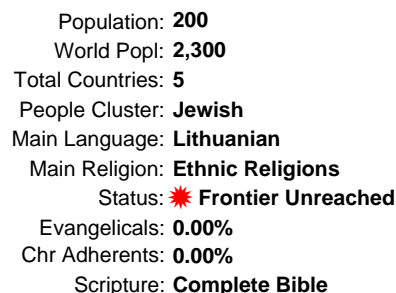 Population: 200
World Popl: 2,300
Total Countries: 5
People Cluster: Jewish
Main Language: Lithuanian
Main Religion: Ethnic Religions
Status: Frontier Unreached
Evangelicals: 0.00%
Chr Adherents: 0.00%
Scripture: Complete Bible